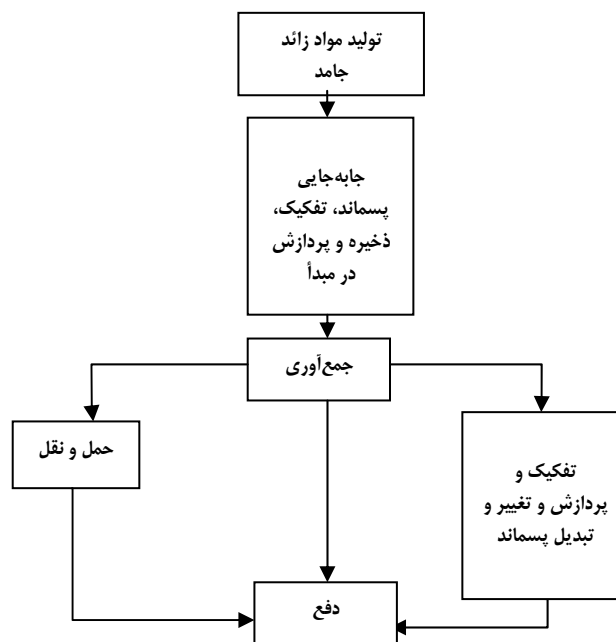 تولید مواد زائد
جامد
جابه‌جایی
پسماند، تفکیک،
ذخیره و پردازش
در مبدأ
جمع‌آوری
حمل و نقل
تفکیک و
پردازش و تغییر و
تبدیل پسماند
دفع